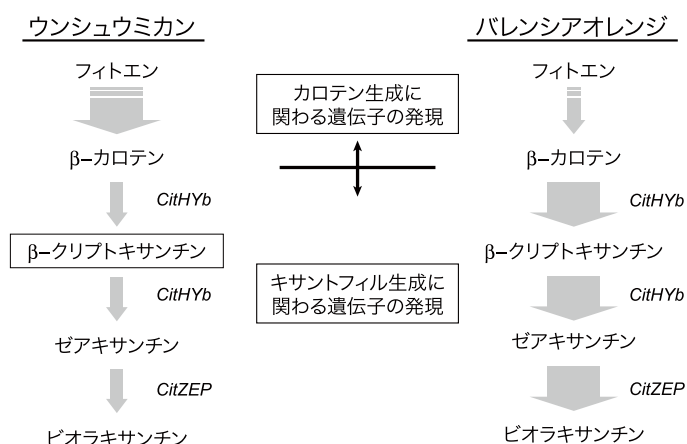 ウンシュウミカン
フィトエン
β–カロテン
CitHYb
β–クリプトキサンチン
CitHYb
ゼアキサンチン
CitZEP
ビオラキサンチン
カロテン生成に
関わる遺伝子の発現
キサントフィル生成に
関わる遺伝子の発現
バレンシアオレンジ
フィトエン
β–カロテン
CitHYb
β–クリプトキサンチン
CitHYb
ゼアキサンチン
CitZEP
ビオラキサンチン